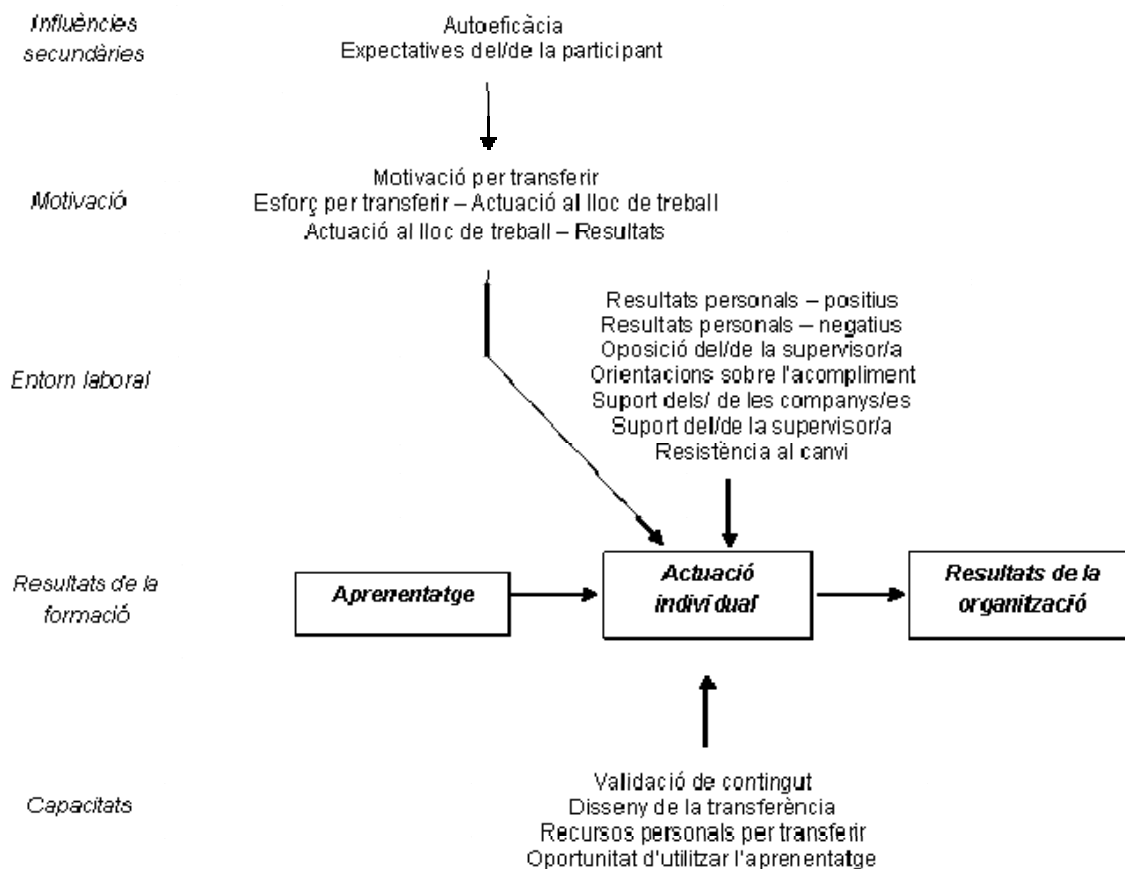 Influències
secundàries
Autoeficàcia
Expectatives del/de la participant
Motivació
Motivació per transferir
Esforç per transferir – Actuació al lloc de treball
Actuació al lloc de treball – Resultats
Entorn laboral
Resultats personals – positius
Resultats personals – negatius
Oposició del/de la supervisor/a
Orientacions sobre l'acompliment
Suport dels/ de les companys/es
Suport del/de la supervisor/a
Resistència al canvi
Resultats de la
formació
Aprenentatge
Actuació
individual
Resultats de la
organització
Capacitats
Validació de contingut
Disseny de la transferència
Recursos personals per transferir
Oportunitat d'utilitzar l'aprenentatge